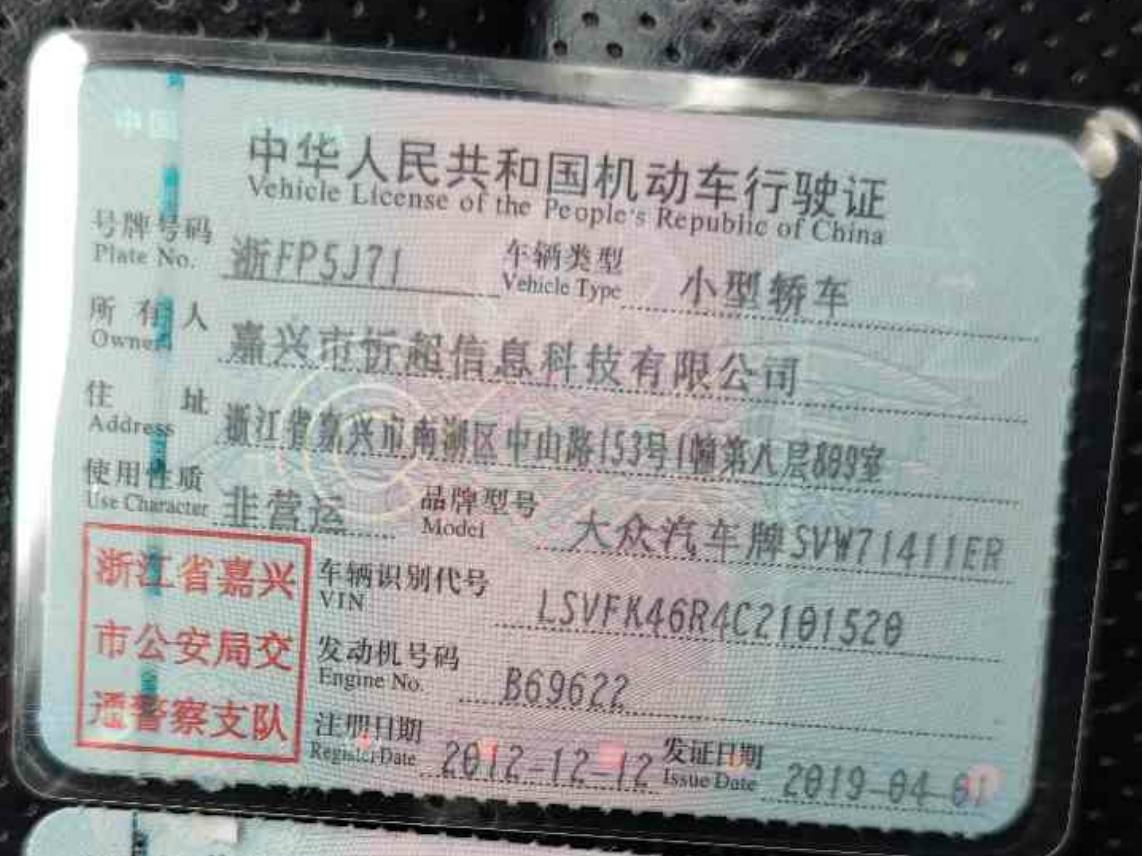 中华人民共和国机动车行驶证
Vehicle License of the People's Republic of China
号牌号码 浙FP5J71 车辆类型 小型轿车
Plate No. Vehicle Type
所有人 嘉兴市忻超信息科技有限公司
Owner
住址 浙江省嘉兴市南湖区中山路153号1幢第八层809室
Address
使用性质 非营运 品牌型号 大众汽车牌SVW71411ER
Use Character Model
浙江省嘉兴
市公安局交
通警察支队
车辆识别代号 LSVFK46R4C2101520
VIN
发动机号码 B69622
Engine No.
注册日期 2012-12-12 发证日期 2019-04-01
Register Date Issue Date